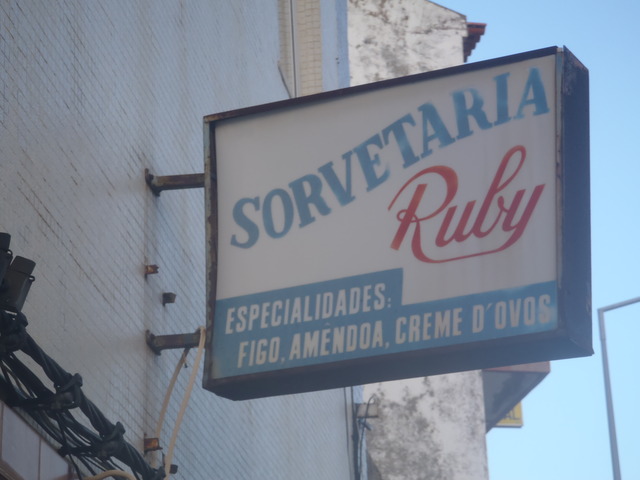 SORVETARIA
Ruby
ESPECIALIDADES:
FIGO, AMÊNDOA, CREME D'OVOS